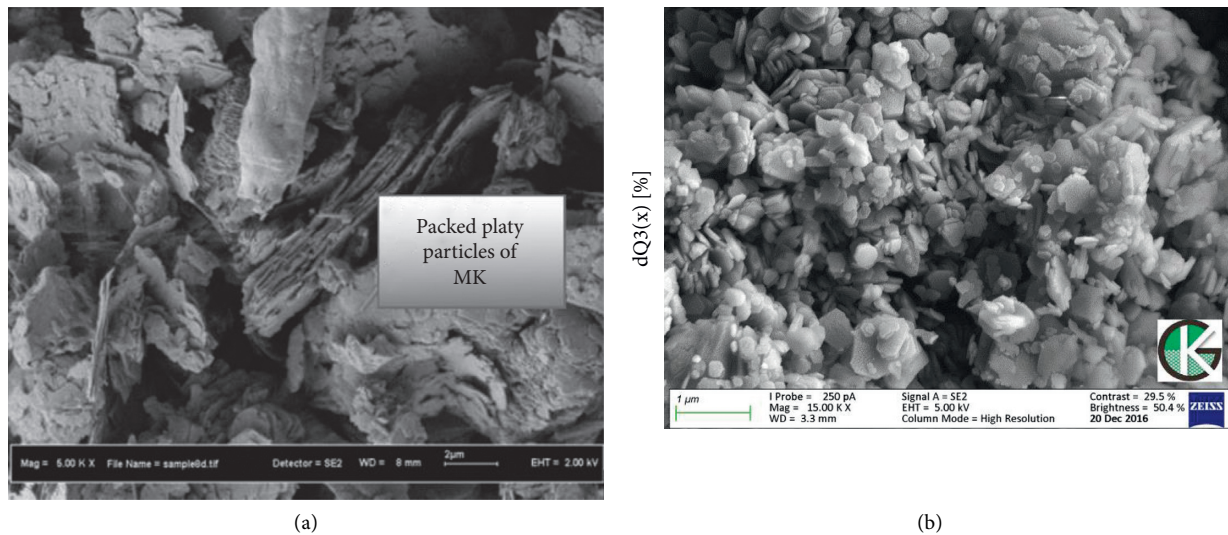 Packed platy
particles of
MK
Mag = 5.00 K X File Name = sample8d.tif Detector = SE2 WD = 8 mm 2μm EHT = 2.00 kV
(a)
dQ3(x) [%]
GK
1 μm
I Probe = 250 pA Signal A = SE2 Contrast = 29.5 %
Mag = 15.00 K X EHT = 5.00 kV Brightness = 50.4 %
WD = 3.3 mm Column Mode = High Resolution 20 Dec 2016
ZEISS
(b)